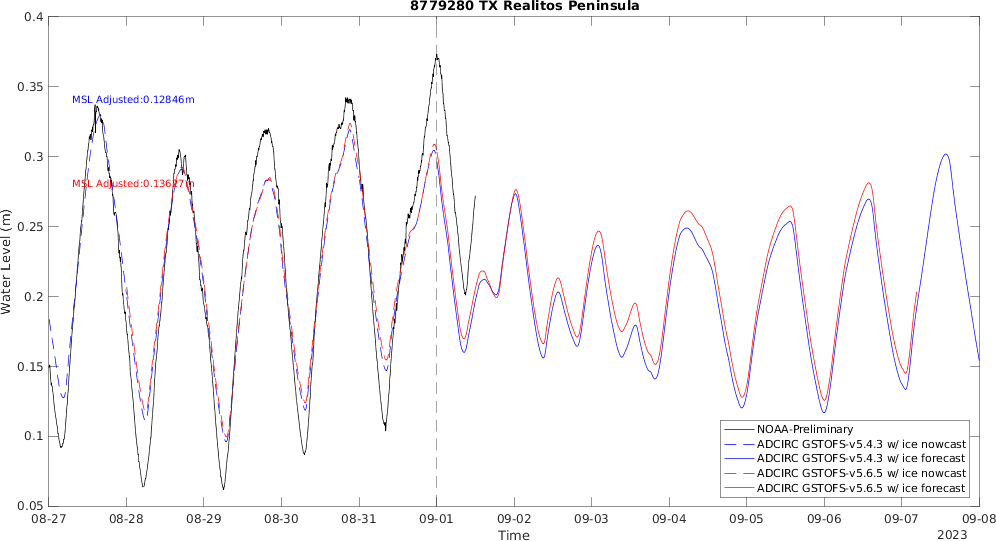 8779280 TX Realitos Peninsula
0.4
0.35
0.3
0.25
0.2
0.15
0.1
0.05
Water Level (m)
MSL Adjusted:0.12846m
MSL Adjusted:0.13627m
NOAA-Preliminary
ADCIRC GSTOFS-v5.4.3 w/ ice nowcast
ADCIRC GSTOFS-v5.4.3 w/ ice forecast
ADCIRC GSTOFS-v5.6.5 w/ ice nowcast
ADCIRC GSTOFS-v5.6.5 w/ ice forecast
08-27 08-28 08-29 08-30 08-31 09-01 09-02 09-03 09-04 09-05 09-06 09-07 09-08
Time
2023